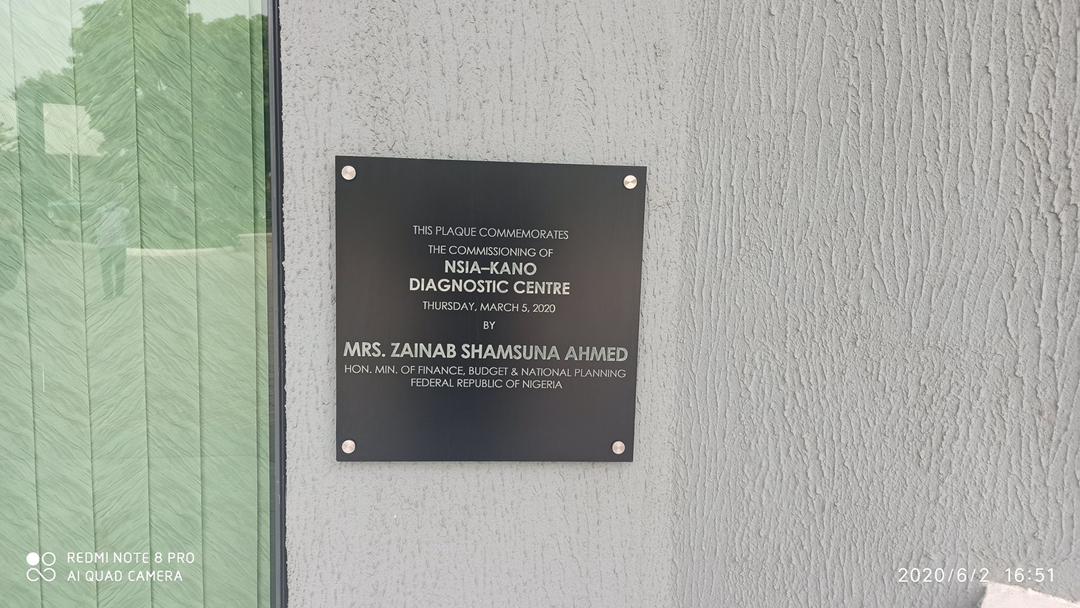 THIS PLAQUE COMMEMORATES
THE COMMISSIONING OF
NSIA–KANO
DIAGNOSTIC CENTRE
THURSDAY, MARCH 5, 2020
BY
MRS. ZAINAB SHAMSUNA AHMED
HON. MIN. OF FINANCE, BUDGET & NATIONAL PLANNING
FEDERAL REPUBLIC OF NIGERIA
REDMI NOTE 8 PRO
AI QUAD CAMERA
2020/6/2 16:51